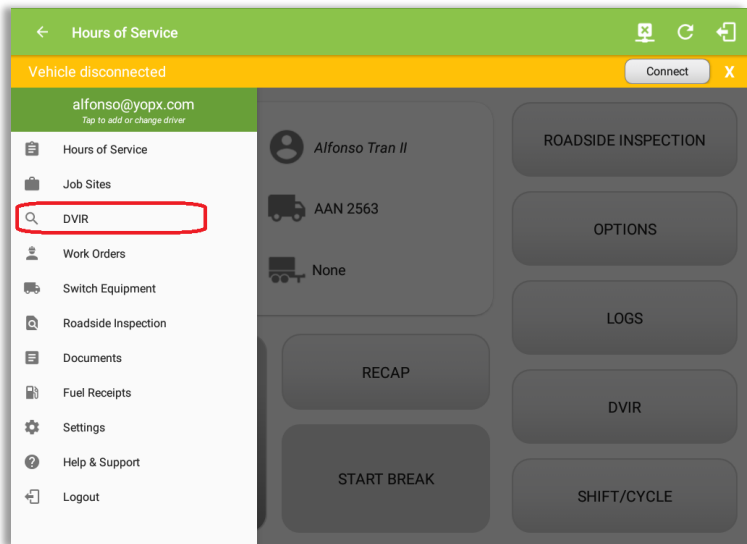 Hours of Service
Vehicle disconnected
Connect
X
alfonso@yopx.com
Tap to add or change driver
Hours of Service
Job Sites
DVIR
Work Orders
Switch Equipment
Roadside Inspection
Documents
Fuel Receipts
Settings
Help & Support
Logout
Alfonso Tran II
AAN 2563
None
RECAP
START BREAK
ROADSIDE INSPECTION
OPTIONS
LOGS
DVIR
SHIFT/CYCLE